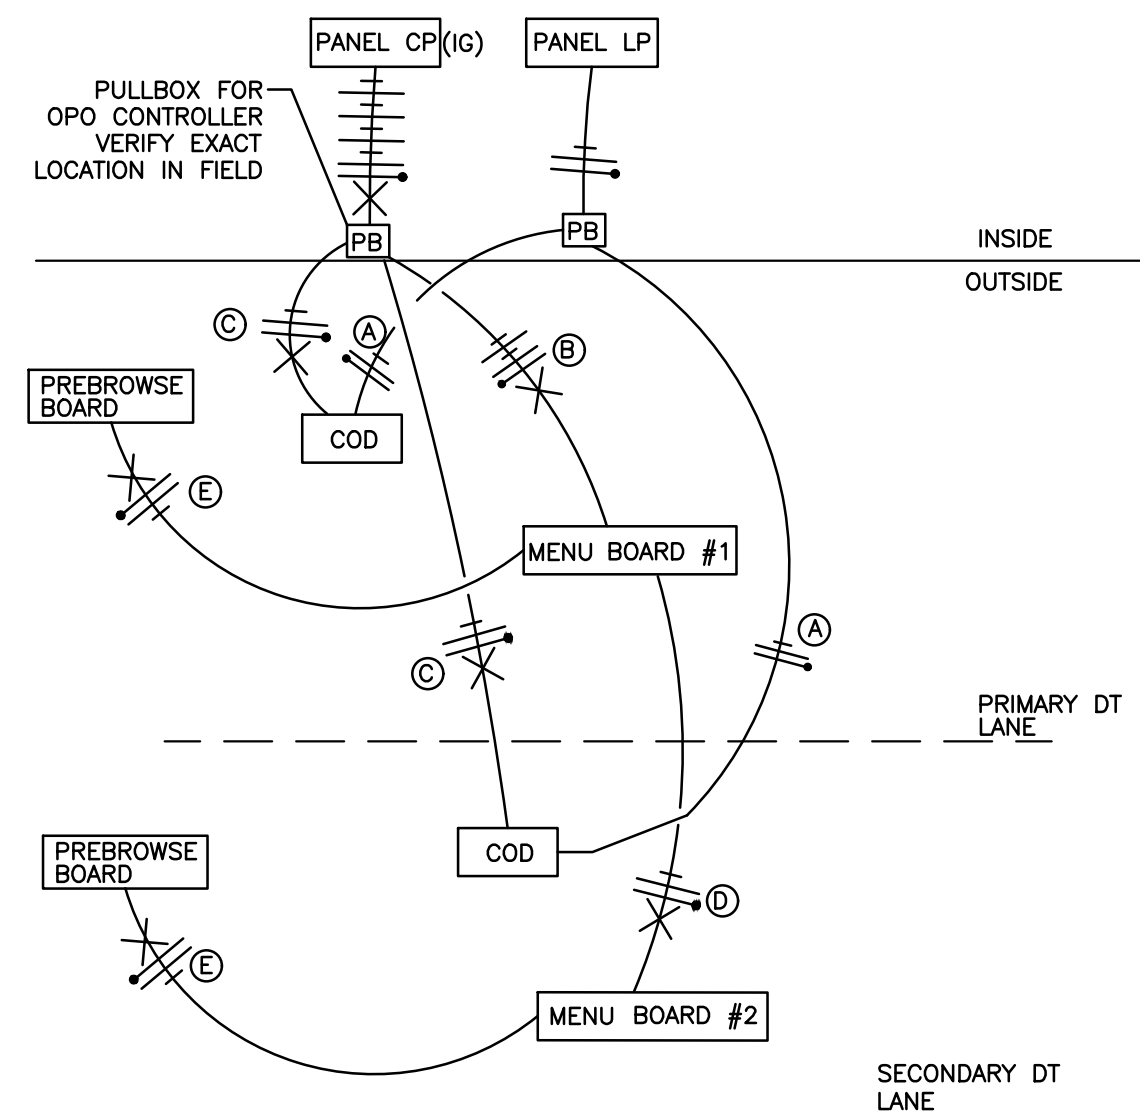 PANEL CP(IG)
PANEL LP
PULLBOX FOR
OPO CONTROLLER
VERIFY EXACT
LOCATION IN FIELD
PB
PB
INSIDE
OUTSIDE
C
A
B
PREBROWSE
BOARD
COD
E
MENU BOARD #1
A
C
PRIMARY DT
LANE
COD
PREBROWSE
BOARD
D
E
MENU BOARD #2
SECONDARY DT
LANE